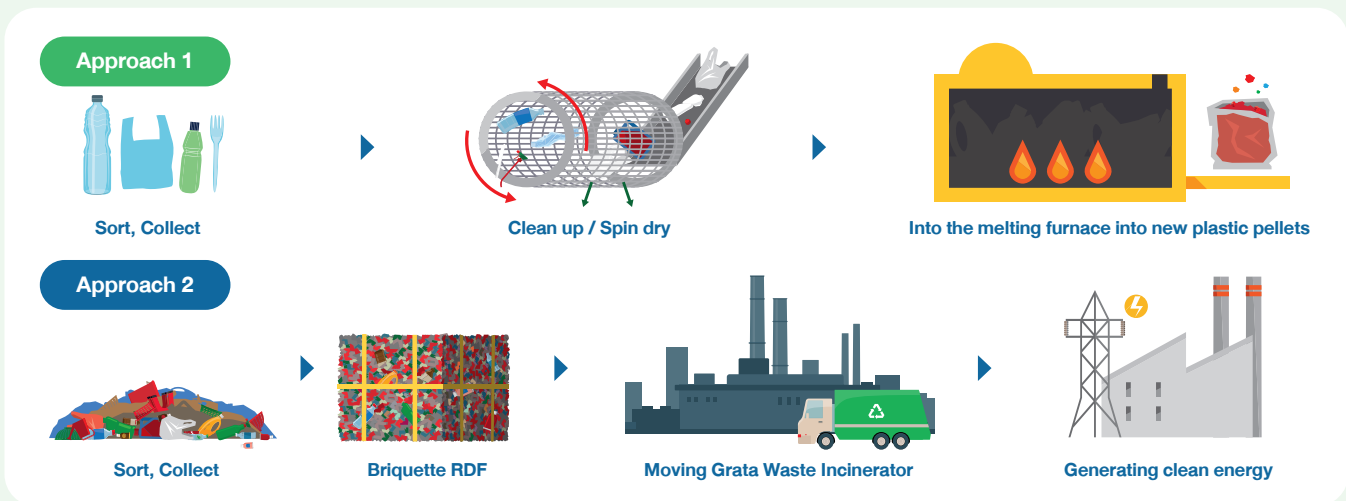 Approach 1
Sort, Collect
Clean up / Spin dry
Into the melting furnace into new plastic pellets
Approach 2
Sort, Collect
Briquette RDF
Moving Grata Waste Incinerator
Generating clean energy